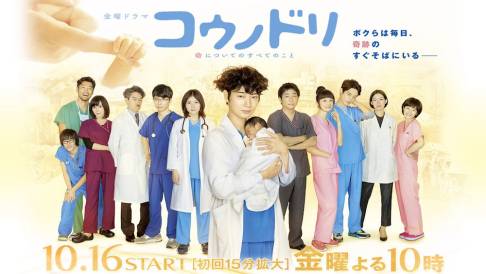 金曜ドラマ
コウノドリ
命についてのすべてのこと
ボクらは毎日、
奇跡の
すぐそばにいる——
10.16 START [初回15分拡大] 金曜よる10時